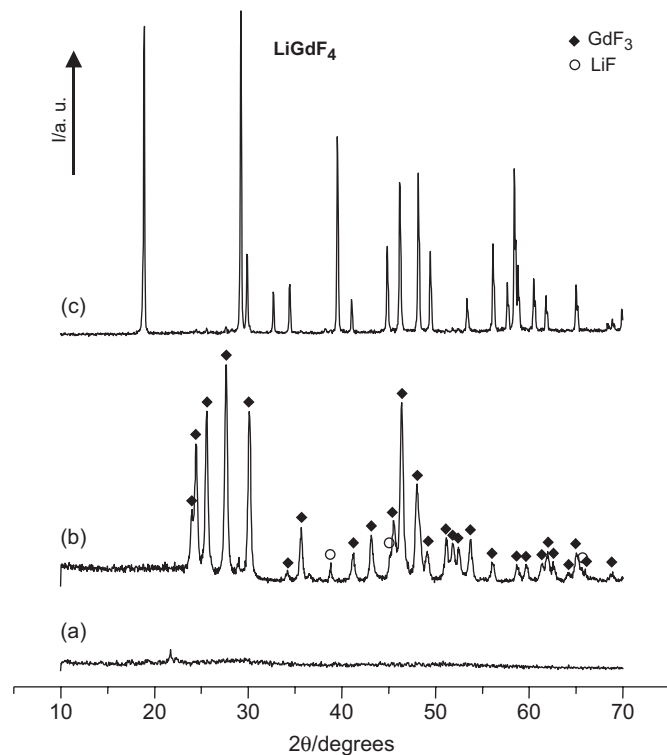 LiGdF4
◆ GdF3
○ LiF
I/a. u.
(c)
(b)
(a)
10 20 30 40 50 60 70
2θ/degrees